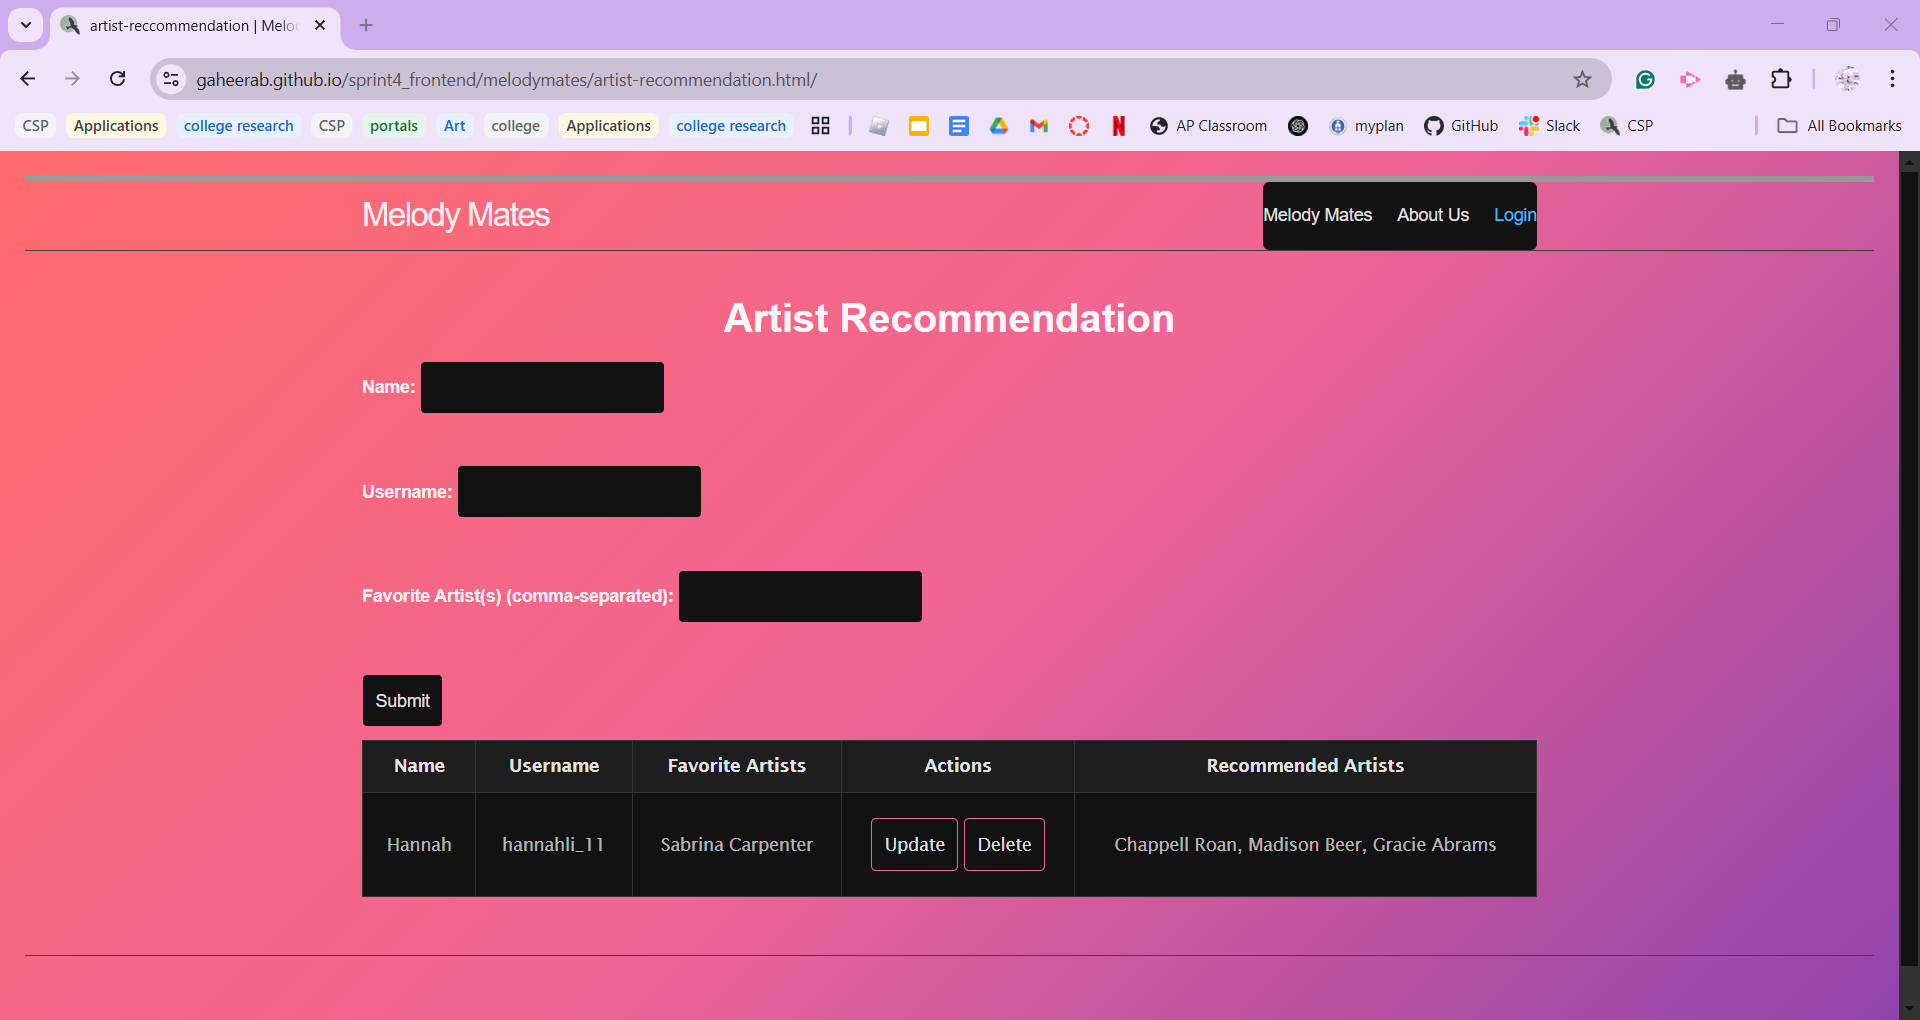 artist-reccommendation | Melo
gaheerab.github.io/sprint4_frontend/melodymates/artist-recommendation.html/
CSP Applications college research CSP portals Art college Applications college research AP Classroom myplan GitHub Slack CSP All Bookmarks
Melody Mates
Melody Mates About Us Login
Artist Recommendation
Name:
Username:
Favorite Artist(s) (comma-separated):
Submit
Name Username Favorite Artists Actions Recommended Artists
Hannah hannahli_11 Sabrina Carpenter Update Delete Chappell Roan, Madison Beer, Gracie Abrams